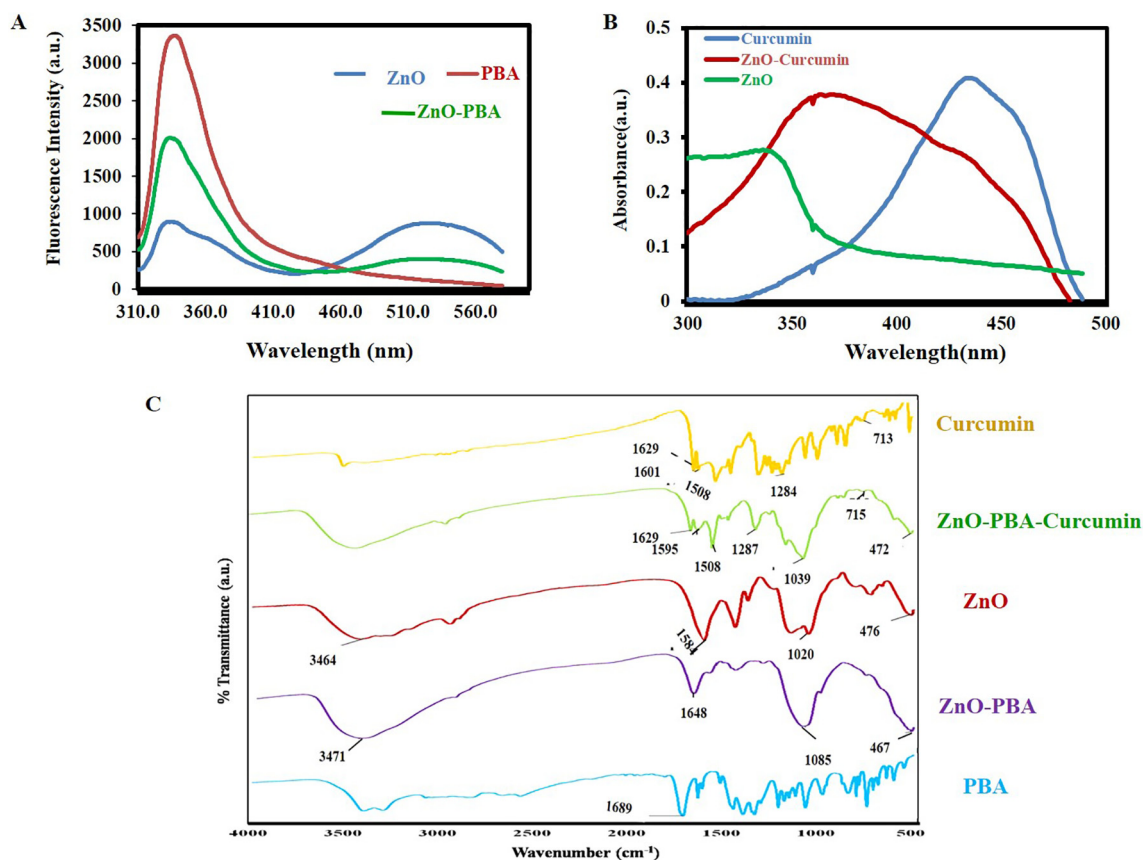 A
Fluorescence Intensity (a.u.)
3500
3000
2500
2000
1500
1000
500
0
ZnO
PBA
ZnO-PBA
310.0 360.0 410.0 460.0 510.0 560.0
Wavelength (nm)
B
Absorbance(a.u.)
0.5
0.4
0.3
0.2
0.1
0
Curcumin
ZnO-Curcumin
ZnO
300 350 400 450 500
Wavelength(nm)
C
% Transmittance (a.u.)
1629
1601
1508
1284
713
Curcumin
1629
1595
1508
1287
1039
715
472
ZnO-PBA-Curcumin
3464
1584
1020
476
ZnO
3471
1648
1085
467
ZnO-PBA
1689
PBA
4000 3500 3000 2500 2000 1500 1000 500
Wavenumber (cm-1)